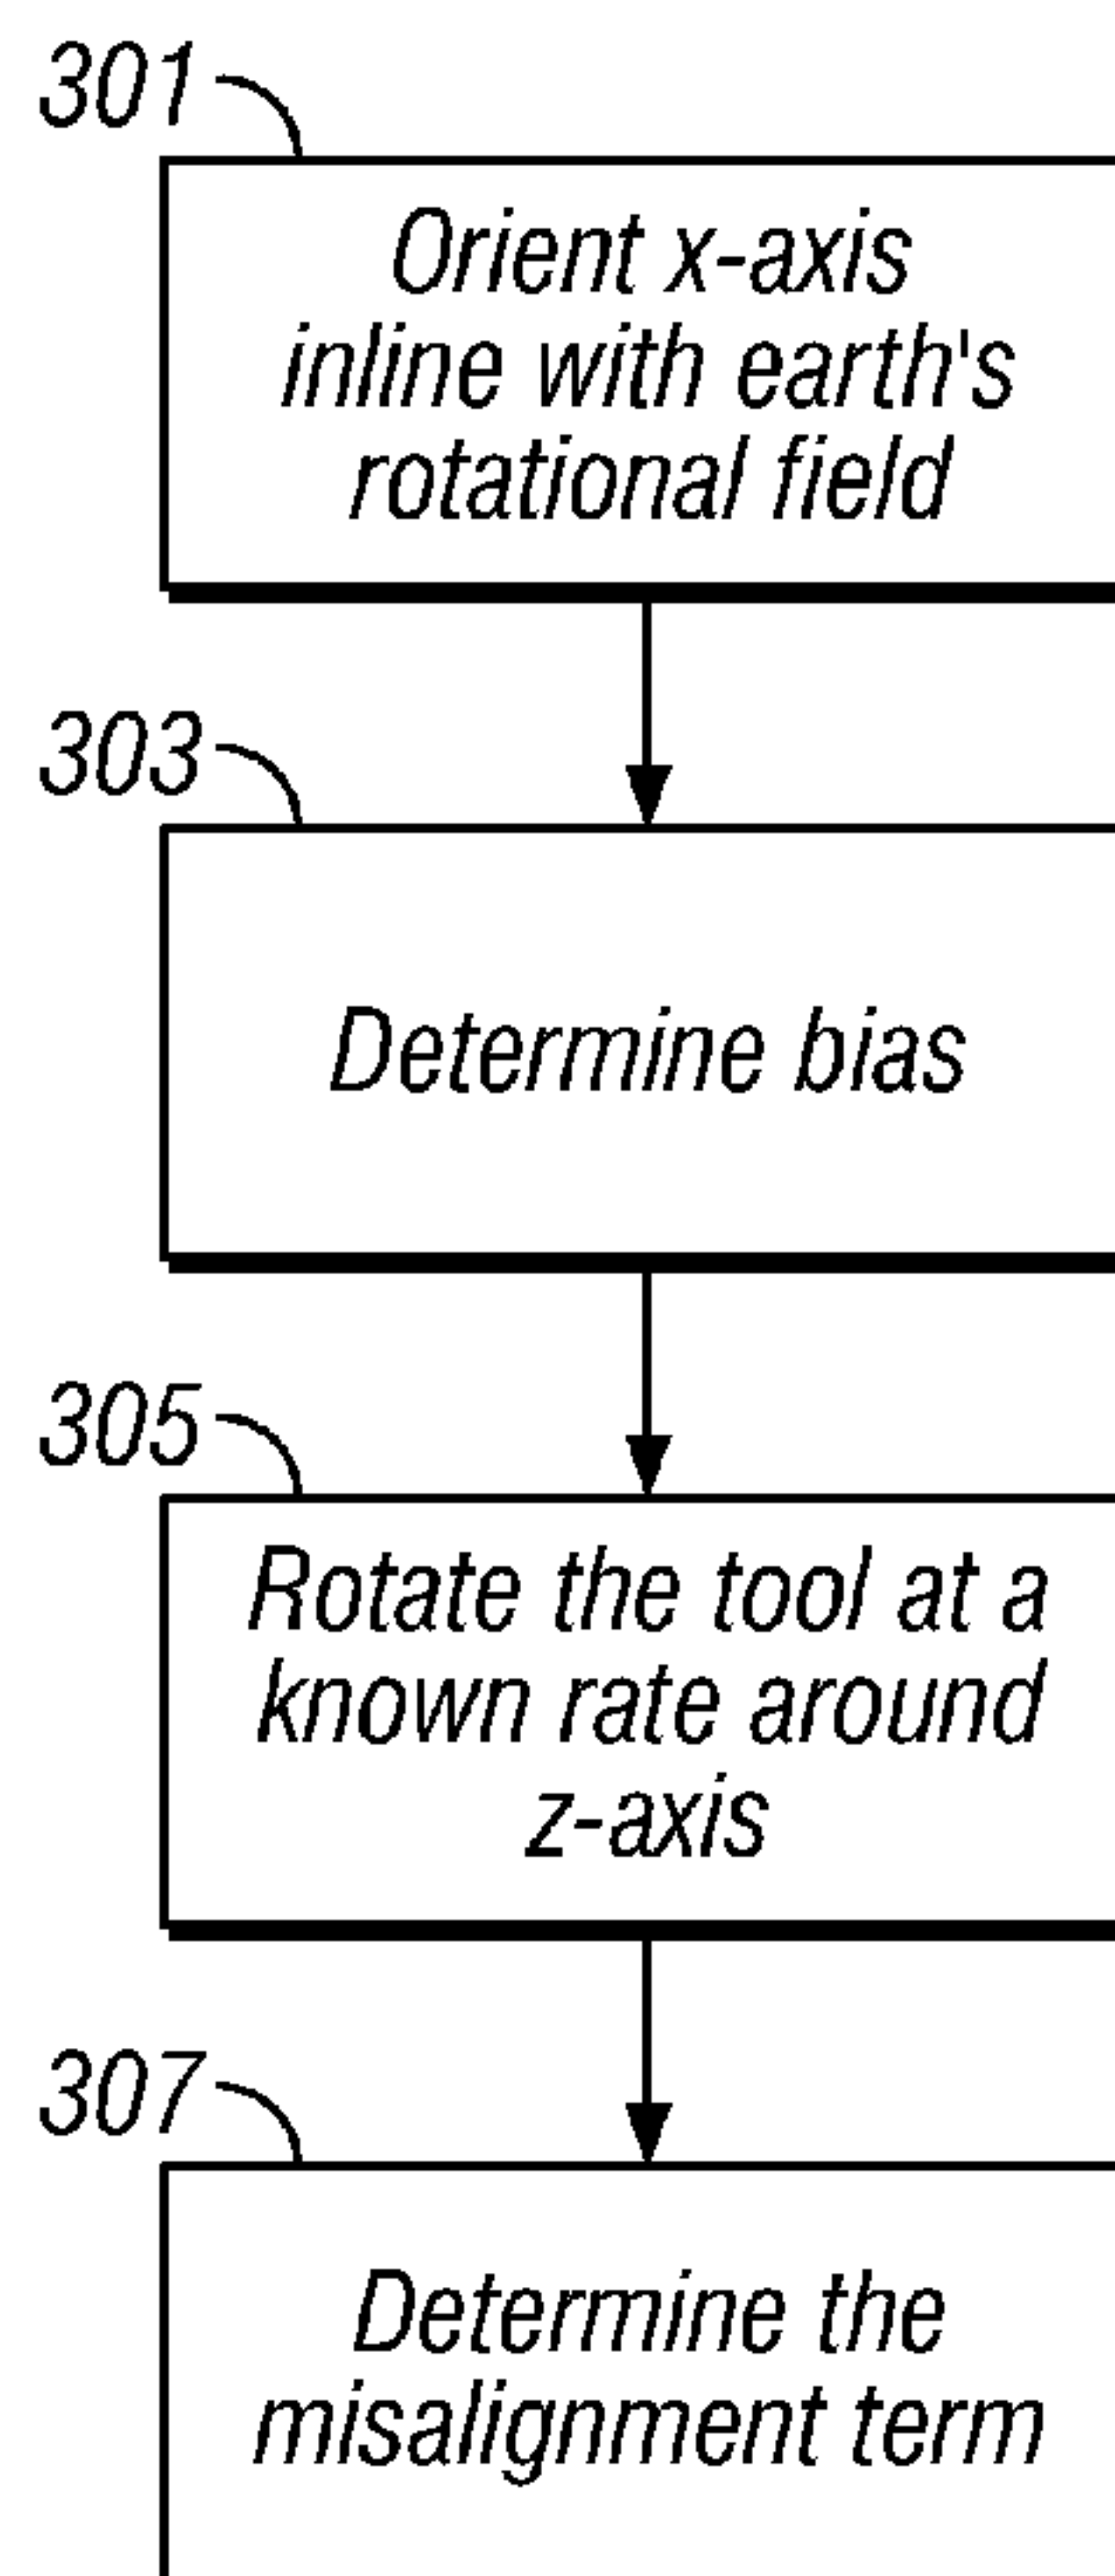 301
Orient x-axis
inline with earth's
rotational field
303
Determine bias
305
Rotate the tool at a
known rate around
z-axis
307
Determine the
misalignment term